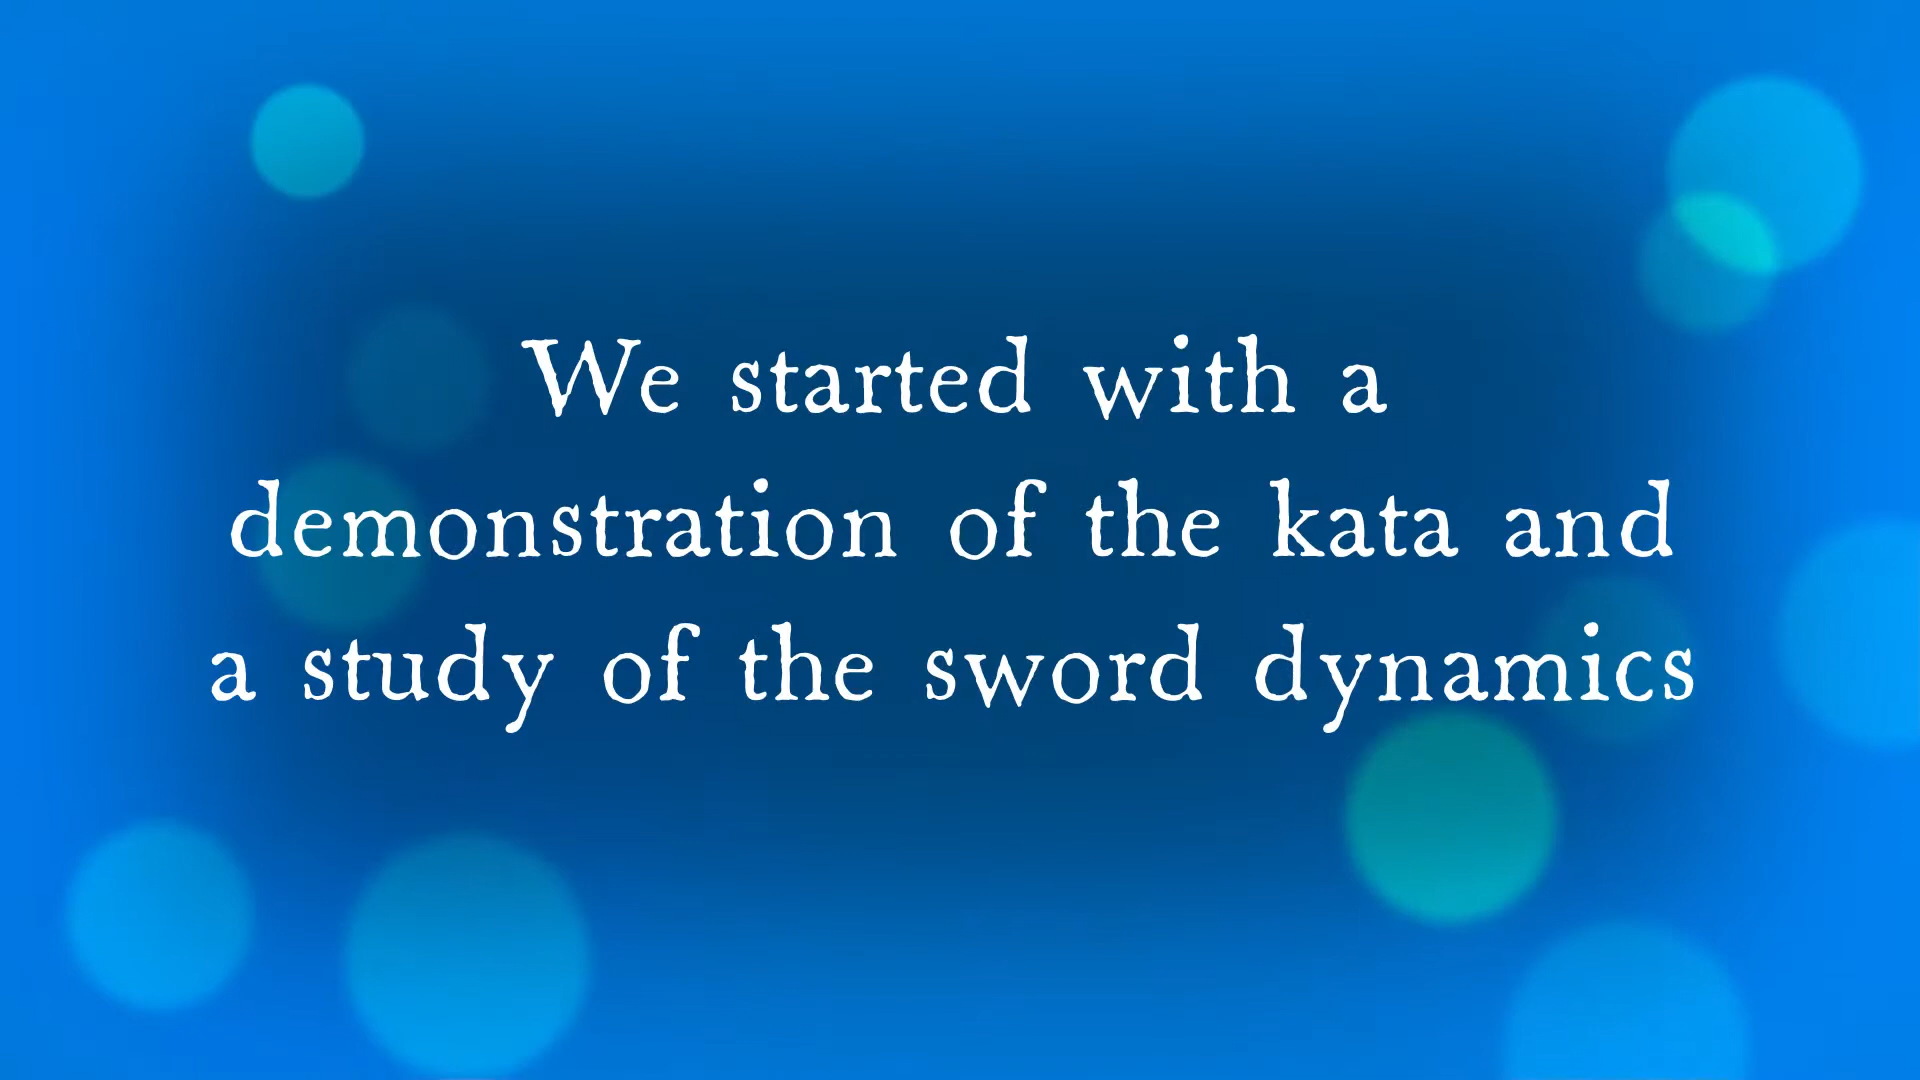 We started with a
demonstration of the kata and
a study of the sword dynamics